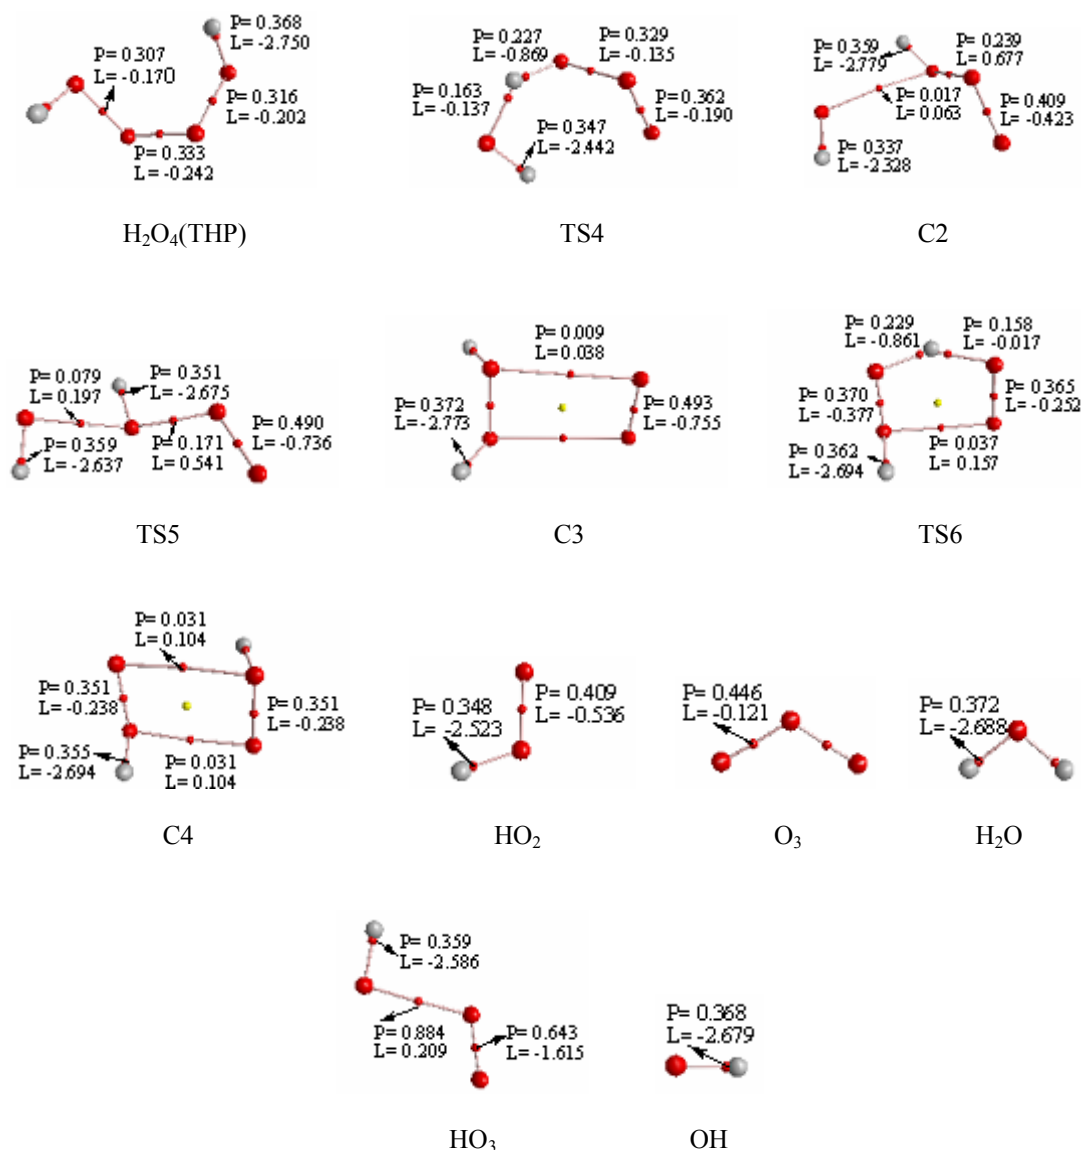 P= 0.307
L= -0.170
P= 0.368
L= -2.750
P= 0.316
L= -0.202
P= 0.333
L= -0.242
H₂O₄(THP)
P= 0.227
L= -0.869
P= 0.329
L= -0.135
P= 0.163
L= -0.137
P= 0.362
L= -0.190
P= 0.347
L= -2.442
TS4
P= 0.359
L= -2.779
P= 0.239
L= 0.677
P= 0.017
L= 0.063
P= 0.409
L= -0.423
P= 0.337
L= -2.328
C2
P= 0.079
L= 0.197
P= 0.351
L= -2.675
P= 0.359
L= -2.637
P= 0.171
L= 0.541
P= 0.490
L= -0.736
TS5
P= 0.009
L= 0.038
P= 0.372
L= -2.773
P= 0.493
L= -0.755
C3
P= 0.229
L= -0.861
P= 0.158
L= -0.017
P= 0.370
L= -0.377
P= 0.365
L= -0.252
P= 0.362
L= -2.694
P= 0.037
L= 0.157
TS6
P= 0.031
L= 0.104
P= 0.351
L= -0.238
P= 0.351
L= -0.238
P= 0.355
L= -2.694
P= 0.031
L= 0.104
C4
P= 0.348
L= -2.523
P= 0.409
L= -0.536
HO₂
P= 0.446
L= -0.121
O₃
P= 0.372
L= -2.688
H₂O
P= 0.359
L= -2.586
P= 0.884
L= 0.209
P= 0.643
L= -1.615
HO₃
P= 0.368
L= -2.679
OH